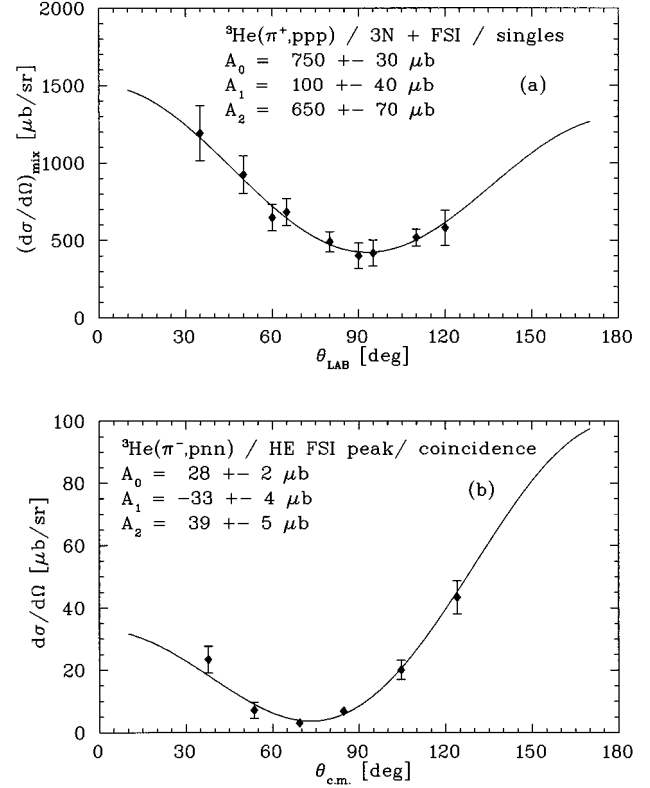 ³He(π⁺,ppp) / 3N + FSI / singles
A₀ = 750 +− 30 μb
A₁ = 100 +− 40 μb
A₂ = 650 +− 70 μb
(a)
(dσ/dΩ)mix [μb/sr]
2000
1500
1000
500
0
0 30 60 90 120 150 180
θLAB [deg]
³He(π⁻,pnn) / HE FSI peak/ coincidence
A₀ = 28 +− 2 μb
A₁ = −33 +− 4 μb
A₂ = 39 +− 5 μb
(b)
dσ/dΩ [μb/sr]
100
80
60
40
20
0
0 30 60 90 120 150 180
θc.m. [deg]